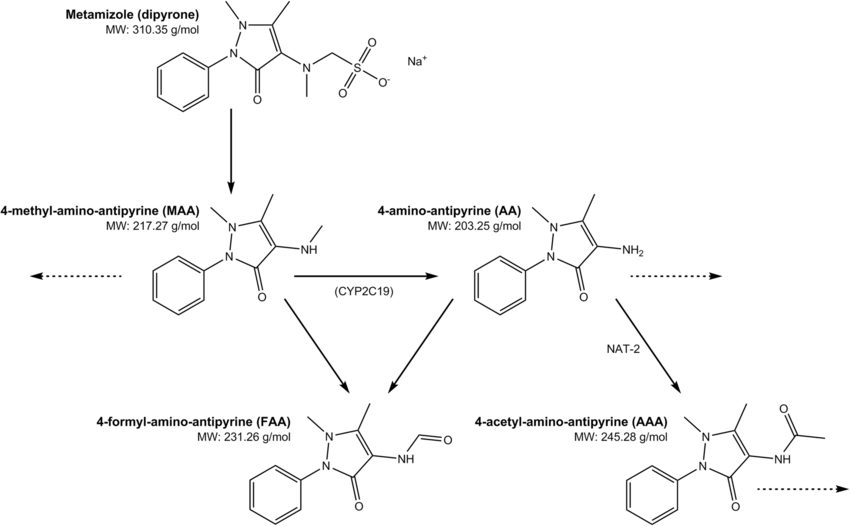 Metamizole (dipyrone)
MW: 310.35 g/mol
N
N
O
N
S
O
O
O-
Na+
4-methyl-amino-antipyrine (MAA)
MW: 217.27 g/mol
N
N
O
NH
(CYP2C19)
4-amino-antipyrine (AA)
MW: 203.25 g/mol
N
N
O
NH2
NAT-2
4-formyl-amino-antipyrine (FAA)
MW: 231.26 g/mol
N
N
O
HN
O
4-acetyl-amino-antipyrine (AAA)
MW: 245.28 g/mol
N
N
O
HN
O